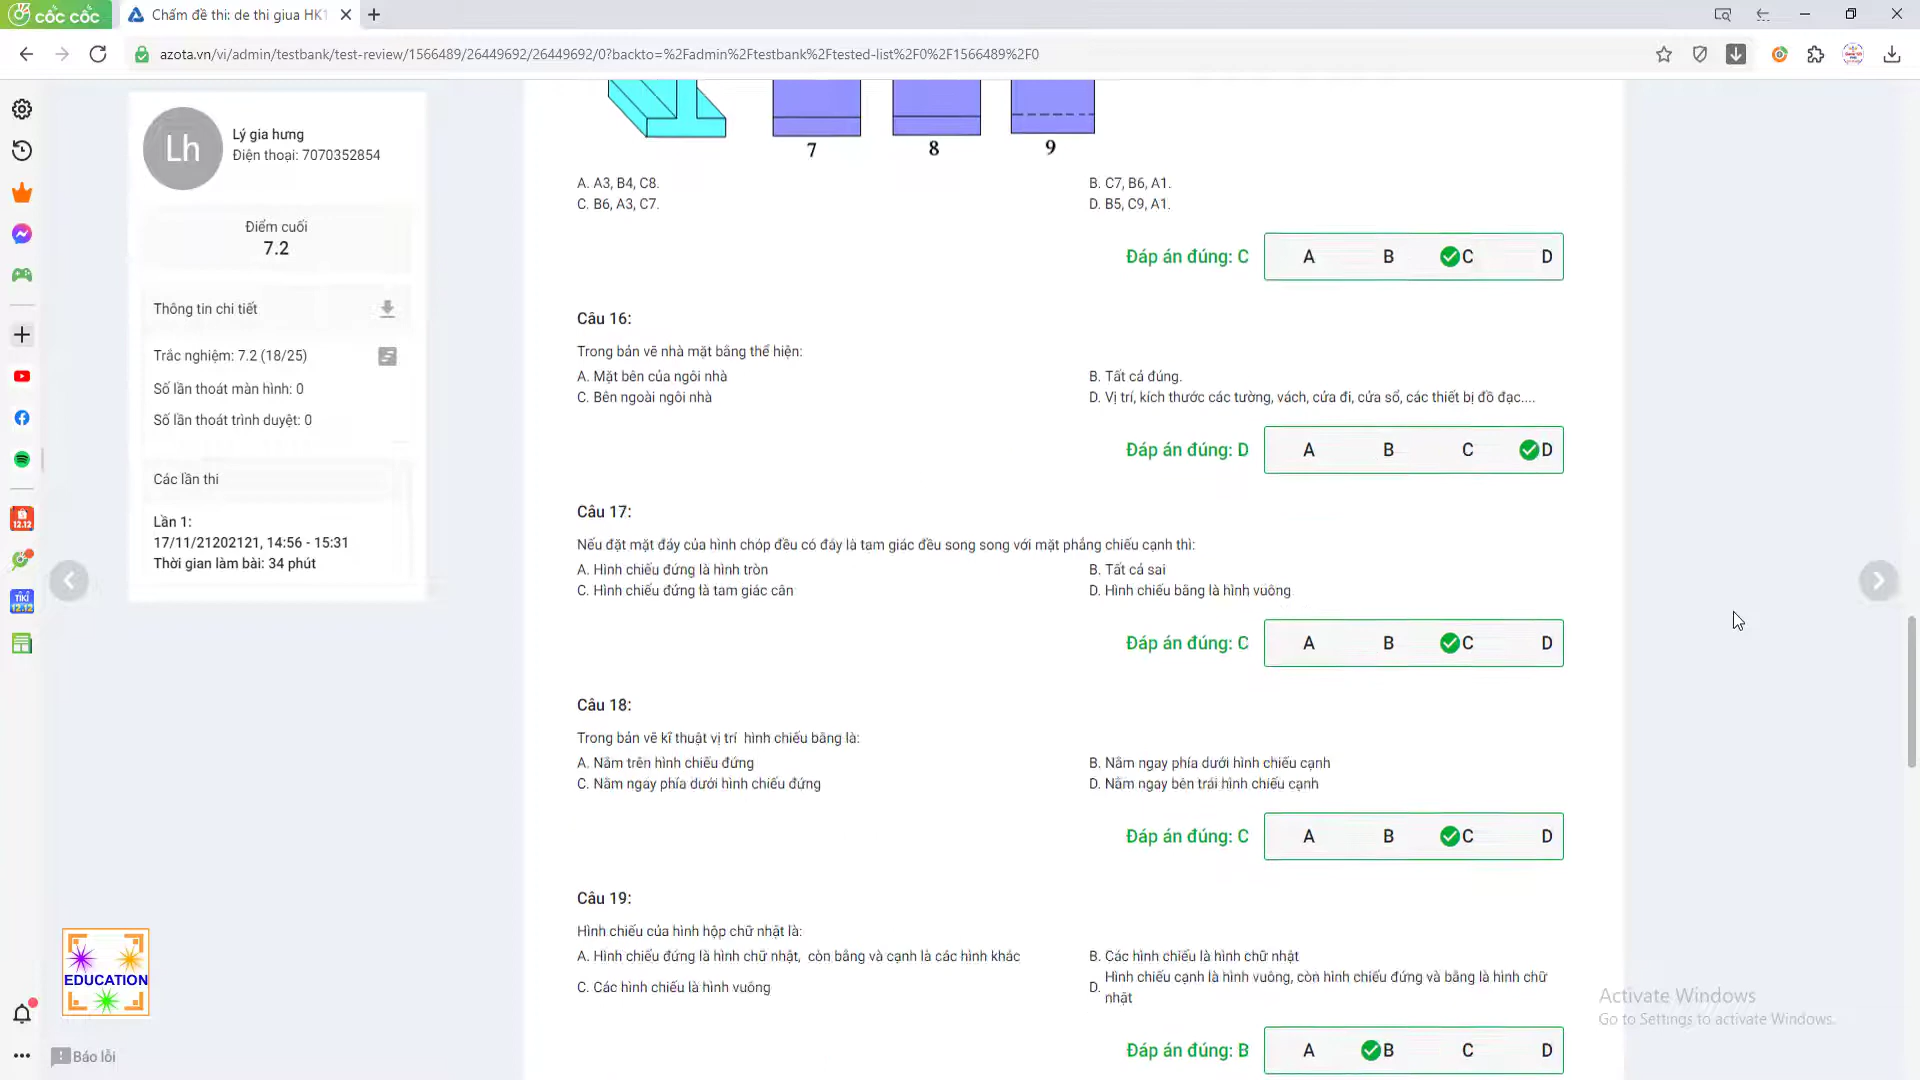 cốc cốc
Chấm đề thi: de thi giua HK1
azota.vn/vi/admin/testbank/test-review/1566489/26449692/26449692/0?backto=%2Fadmin%2Ftestbank%2Ftested-list%2F0%2F1566489%2F0
Lh
Lý gia hưng
Điện thoại: 7070352854
Điểm cuối
7.2
Thông tin chi tiết
Trắc nghiệm: 7.2 (18/25)
Số lần thoát màn hình: 0
Số lần thoát trình duyệt: 0
Các lần thi
Lần 1:
17/11/21202121, 14:56 - 15:31
Thời gian làm bài: 34 phút
7 8 9
A. A3, B4, C8. B. C7, B6, A1.
C. B6, A3, C7. D. B5, C9, A1.
Đáp án đúng: C A B C D
Câu 16:
Trong bản vẽ nhà mặt bằng thể hiện:
A. Mặt bên của ngôi nhà B. Tất cả đúng.
C. Bên ngoài ngôi nhà D. Vị trí, kích thước các tường, vách, cửa đi, cửa sổ, các thiết bị đồ đạc....
Đáp án đúng: D A B C D
Câu 17:
Nếu đặt mặt đáy của hình chóp đều có đáy là tam giác đều song song với mặt phẳng chiếu cạnh thì:
A. Hình chiếu đứng là hình tròn B. Tất cả sai
C. Hình chiếu đứng là tam giác cân D. Hình chiếu bằng là hình vuông
Đáp án đúng: C A B C D
Câu 18:
Trong bản vẽ kĩ thuật vị trí hình chiếu bằng là:
A. Nằm trên hình chiếu đứng B. Nằm ngay phía dưới hình chiếu cạnh
C. Nằm ngay phía dưới hình chiếu đứng D. Nằm ngay bên trái hình chiếu cạnh
Đáp án đúng: C A B C D
Câu 19:
Hình chiếu của hình hộp chữ nhật là:
A. Hình chiếu đứng là hình chữ nhật, còn bằng và cạnh là các hình khác B. Các hình chiếu là hình chữ nhật
C. Các hình chiếu là hình vuông D. Hình chiếu cạnh là hình vuông, còn hình chiếu đứng và bằng là hình chữ
nhật
Đáp án đúng: B A B C D
12.12
TIKI
12.12
EDUCATION
Báo lỗi
Activate Windows
Go to Settings to activate Windows.